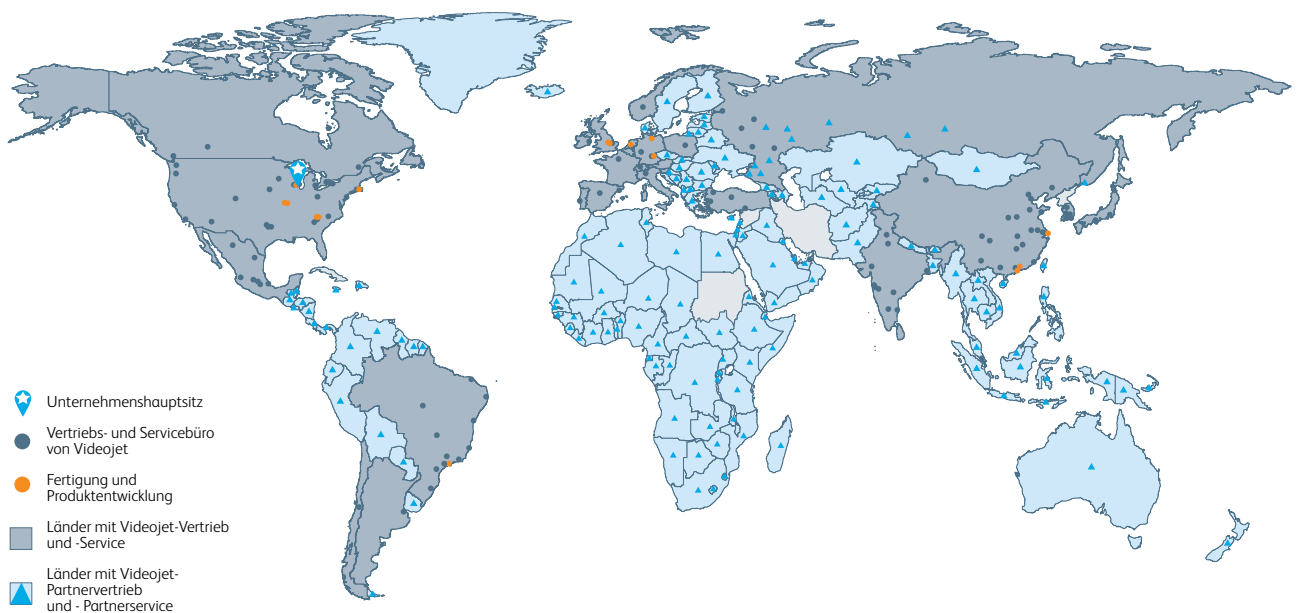 Unternehmenshauptsitz
Vertriebs- und Servicebüro
von Videojet
Fertigung und
Produktentwicklung
Länder mit Videojet-Vertrieb
und -Service
Länder mit Videojet-
Partnervertrieb
und - Partnerservice